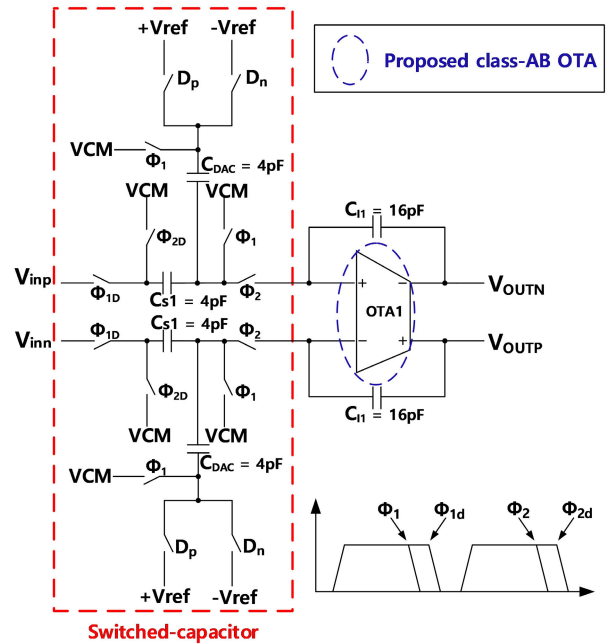 +Vref -Vref
Dp Dn
Proposed class-AB OTA
VCM Φ1
CDAC = 4pF
VCM VCM
CI1 = 16pF
Φ2D Φ1
Vinp Φ1D Cs1 = 4pF Φ2 + − VOUTN
OTA1
Vinn Φ1D Cs1 = 4pF Φ2 − + VOUTP
Φ2D Φ1
CI1 = 16pF
VCM VCM
VCM Φ1 CDAC = 4pF
Dp Dn
+Vref -Vref
Φ1 Φ1d Φ2 Φ2d
Switched-capacitor